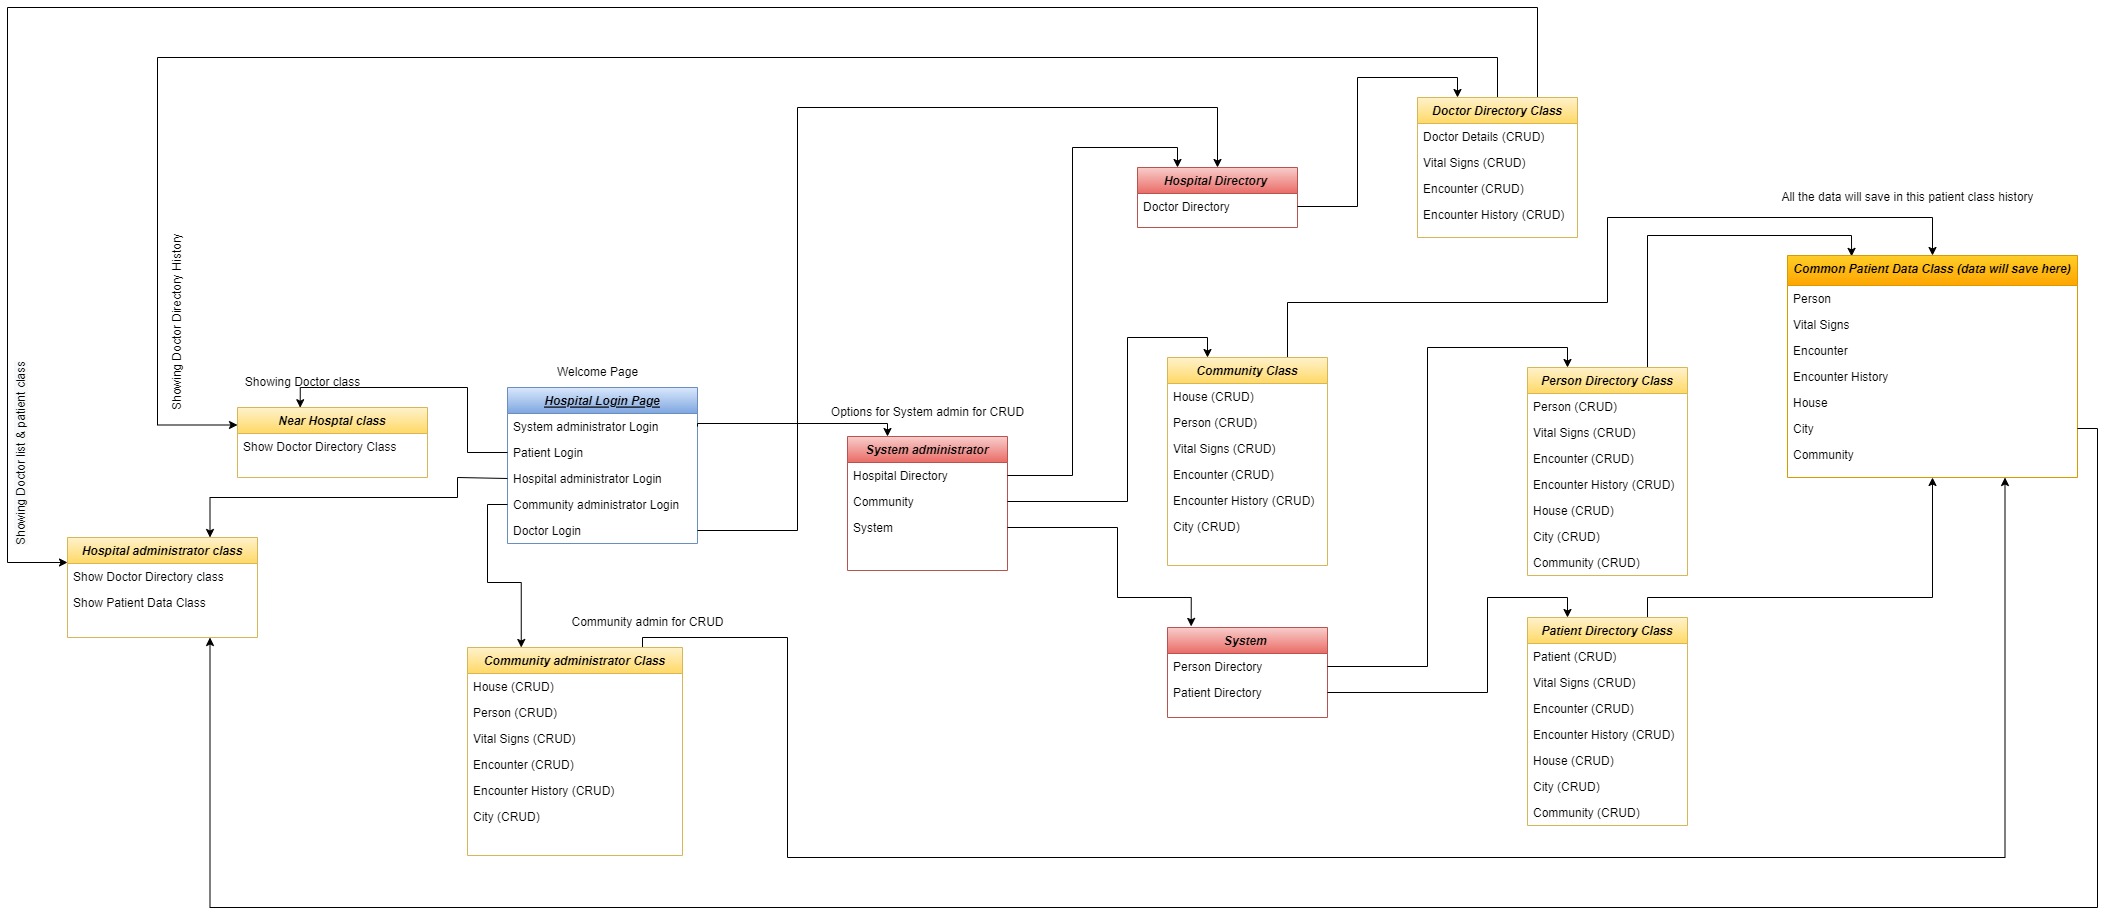 Doctor Directory Class
Doctor Details (CRUD)
Vital Signs (CRUD)
Encounter (CRUD)
Encounter History (CRUD)
Hospital Directory
Doctor Directory
All the data will save in this patient class history
Common Patient Data Class (data will save here)
Person
Vital Signs
Encounter
Encounter History
House
City
Community
Showing Doctor Directory History
Showing Doctor list & patient class
Showing Doctor class
Near Hosptal class
Show Doctor Directory Class
Welcome Page
Hospital Login Page
System administrator Login
Patient Login
Hospital administrator Login
Community administrator Login
Doctor Login
Options for System admin for CRUD
System administrator
Hospital Directory
Community
System
Community Class
House (CRUD)
Person (CRUD)
Vital Signs (CRUD)
Encounter (CRUD)
Encounter History (CRUD)
City (CRUD)
Person Directory Class
Person (CRUD)
Vital Signs (CRUD)
Encounter (CRUD)
Encounter History (CRUD)
House (CRUD)
City (CRUD)
Community (CRUD)
Hospital administrator class
Show Doctor Directory class
Show Patient Data Class
Community admin for CRUD
Community administrator Class
House (CRUD)
Person (CRUD)
Vital Signs (CRUD)
Encounter (CRUD)
Encounter History (CRUD)
City (CRUD)
System
Person Directory
Patient Directory
Patient Directory Class
Patient (CRUD)
Vital Signs (CRUD)
Encounter (CRUD)
Encounter History (CRUD)
House (CRUD)
City (CRUD)
Community (CRUD)